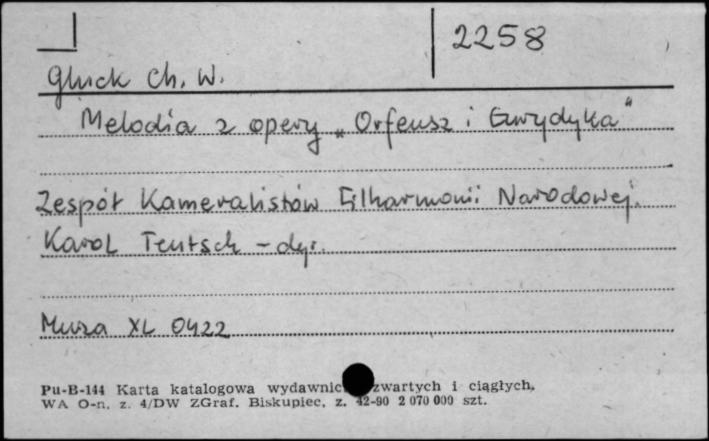 2258
Gluck Ch. W.
Melodia z opery „Orfeusz i Eurydyka"
Zespół Kameralistów Filharmonii Narodowej.
Karol Teutsch – dyr.
Muza XL 0422
Pu-B-144 Karta katalogowa wydawnic zwartych i ciągłych.
WA O-n. z. 4/DW ZGraf. Biskupiec, z. 42-90 2 070 000 szt.